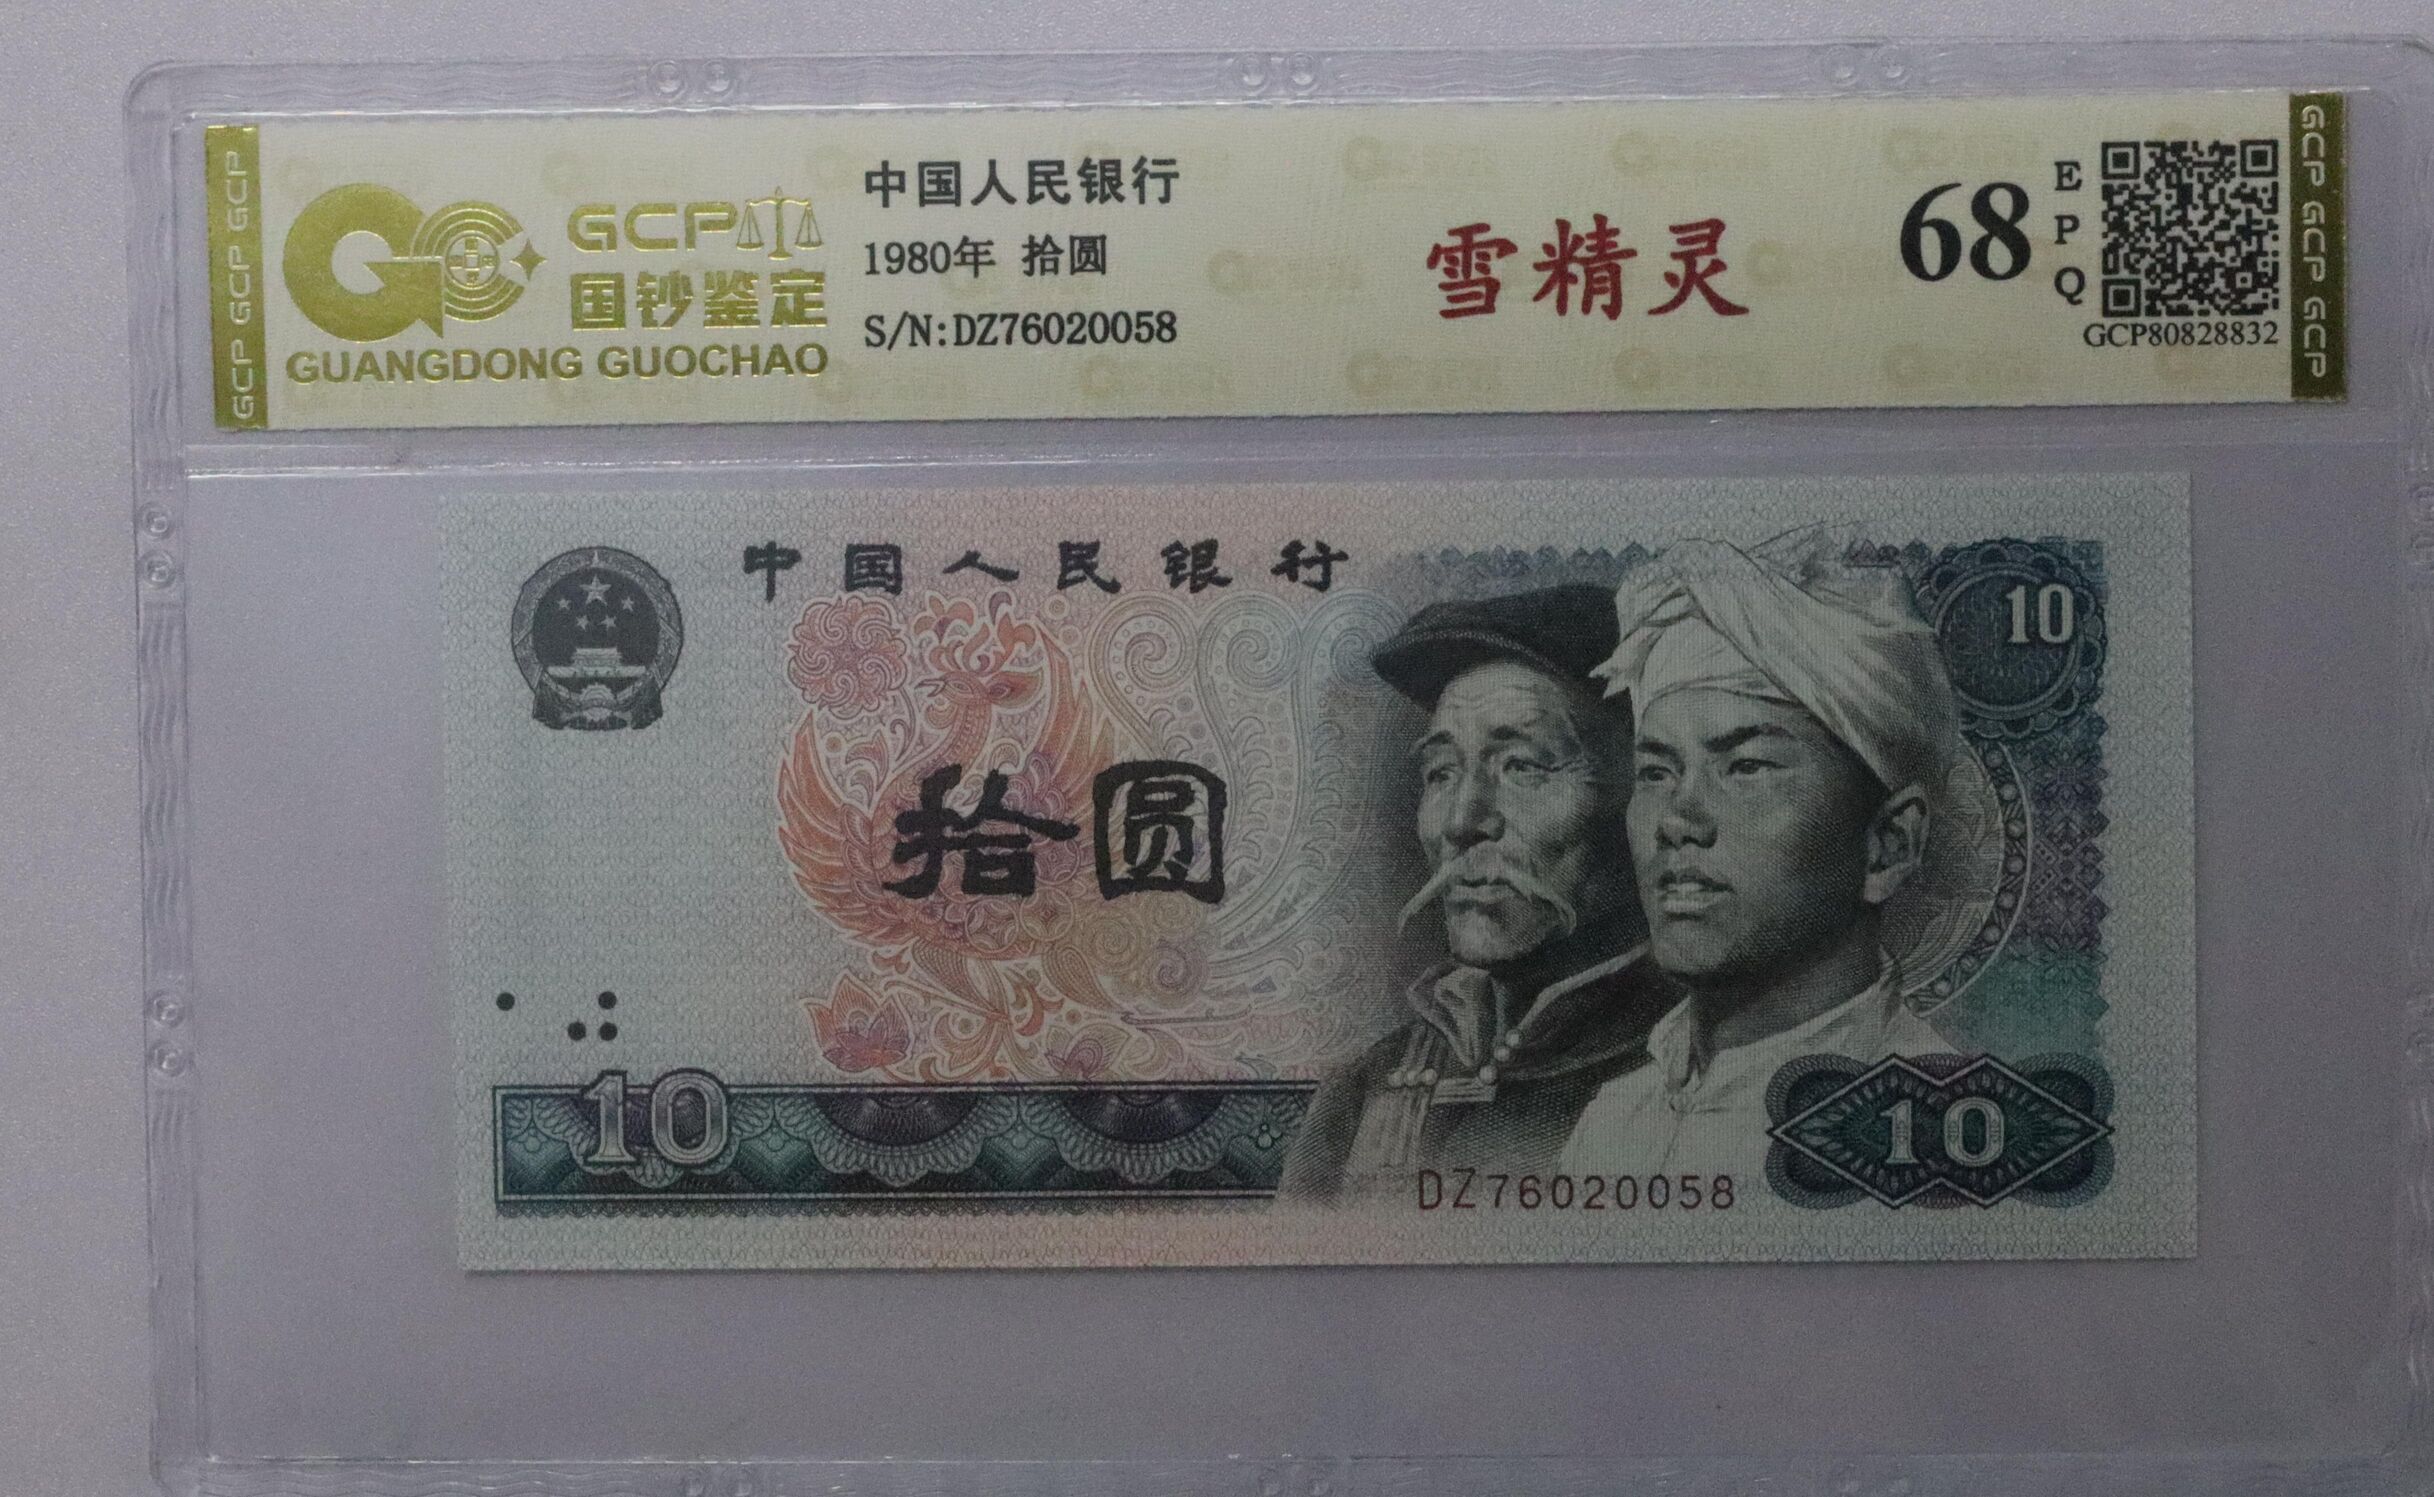 GCP GCP GCP
GCP
国钞鉴定
GUANGDONG GUOCHAO
中国人民银行
1980年 拾圆
S/N:DZ76020058
雪精灵
68
E
P
Q
GCP80828832
GCP GCP GCP
中国人民银行
10
拾圆
10
10
DZ76020058